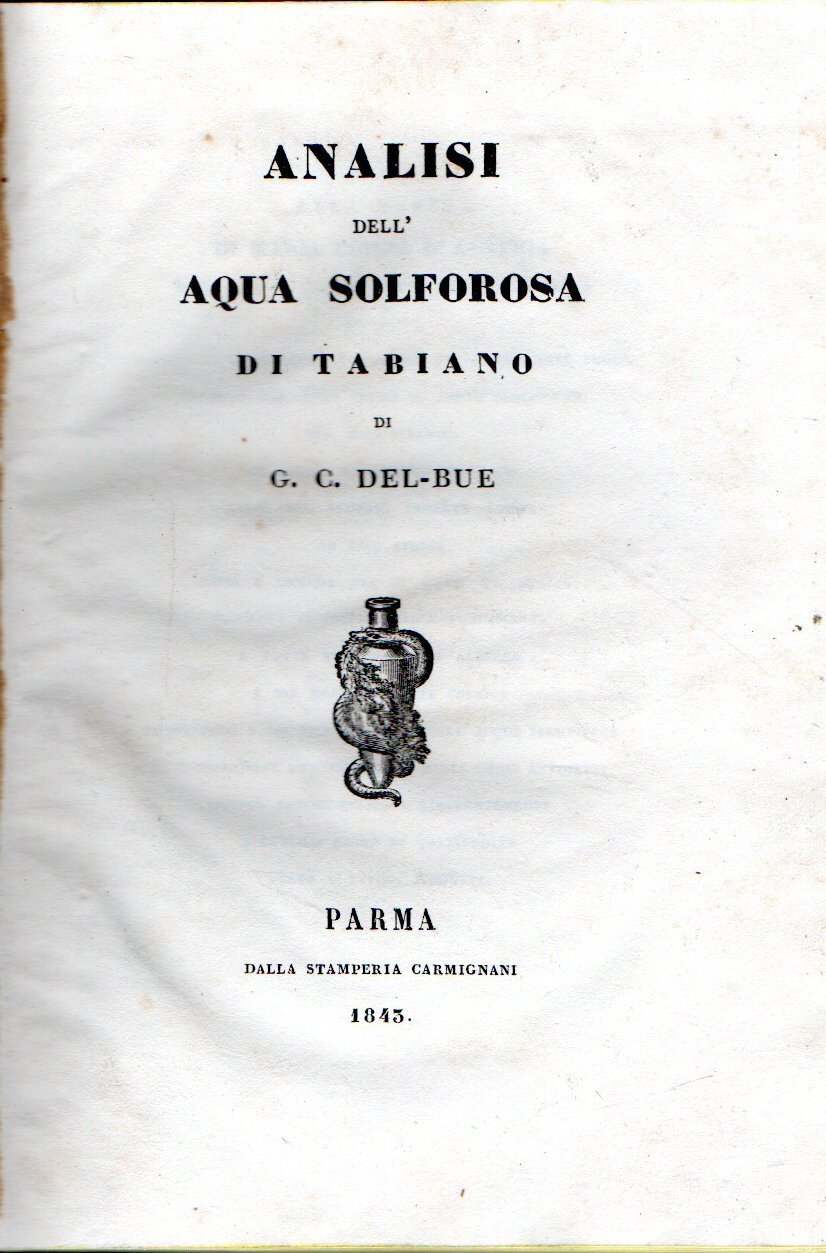 ANALISI
DELL'
AQUA SOLFOROSA
DI TABIANO
DI
G. C. DEL-BUE
PARMA
DALLA STAMPERIA CARMIGNANI
1843.